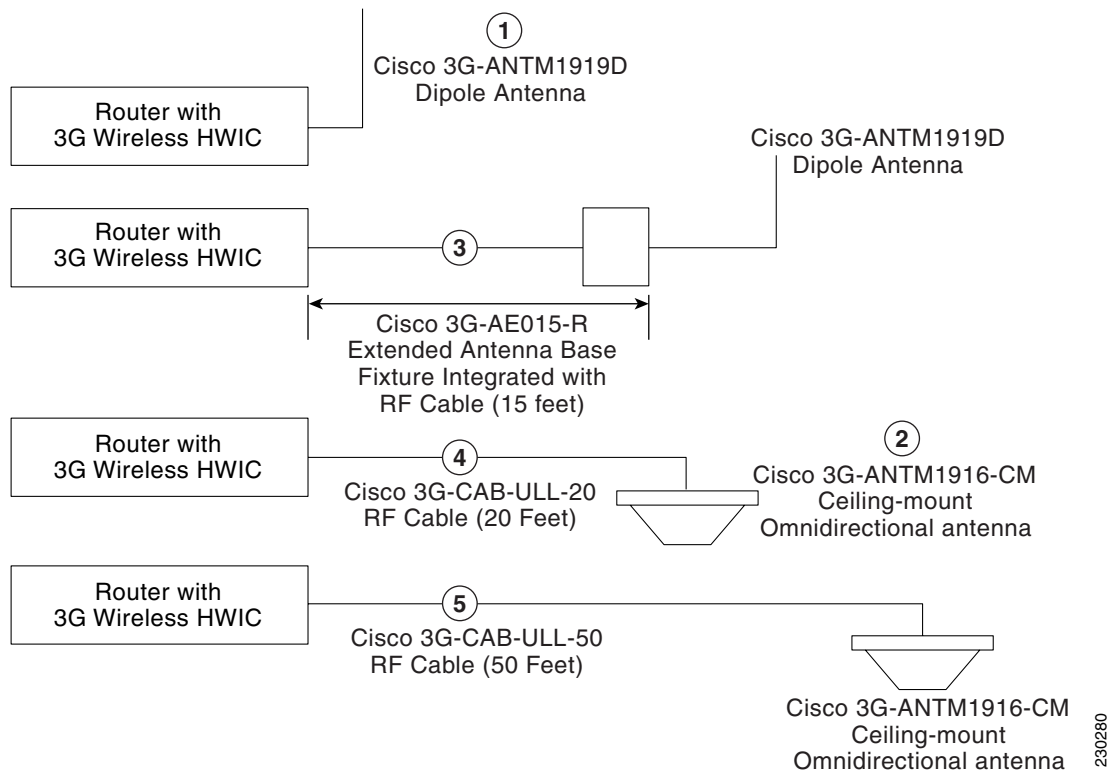 1
Cisco 3G-ANTM1919D
Dipole Antenna
Router with
3G Wireless HWIC
Cisco 3G-ANTM1919D
Dipole Antenna
Router with
3G Wireless HWIC
3
Cisco 3G-AE015-R
Extended Antenna Base
Fixture Integrated with
RF Cable (15 feet)
Router with
3G Wireless HWIC
4
Cisco 3G-CAB-ULL-20
RF Cable (20 Feet)
2
Cisco 3G-ANTM1916-CM
Ceiling-mount
Omnidirectional antenna
Router with
3G Wireless HWIC
5
Cisco 3G-CAB-ULL-50
RF Cable (50 Feet)
Cisco 3G-ANTM1916-CM
Ceiling-mount
Omnidirectional antenna
230280